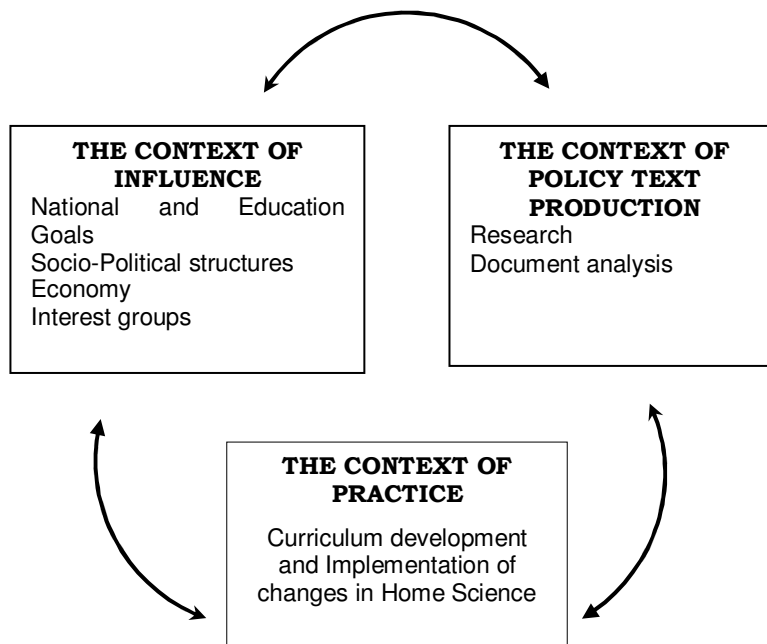 THE CONTEXT OF
INFLUENCE
National and Education
Goals
Socio-Political structures
Economy
Interest groups
THE CONTEXT OF
POLICY TEXT
PRODUCTION
Research
Document analysis
THE CONTEXT OF
PRACTICE
Curriculum development
and Implementation of
changes in Home Science